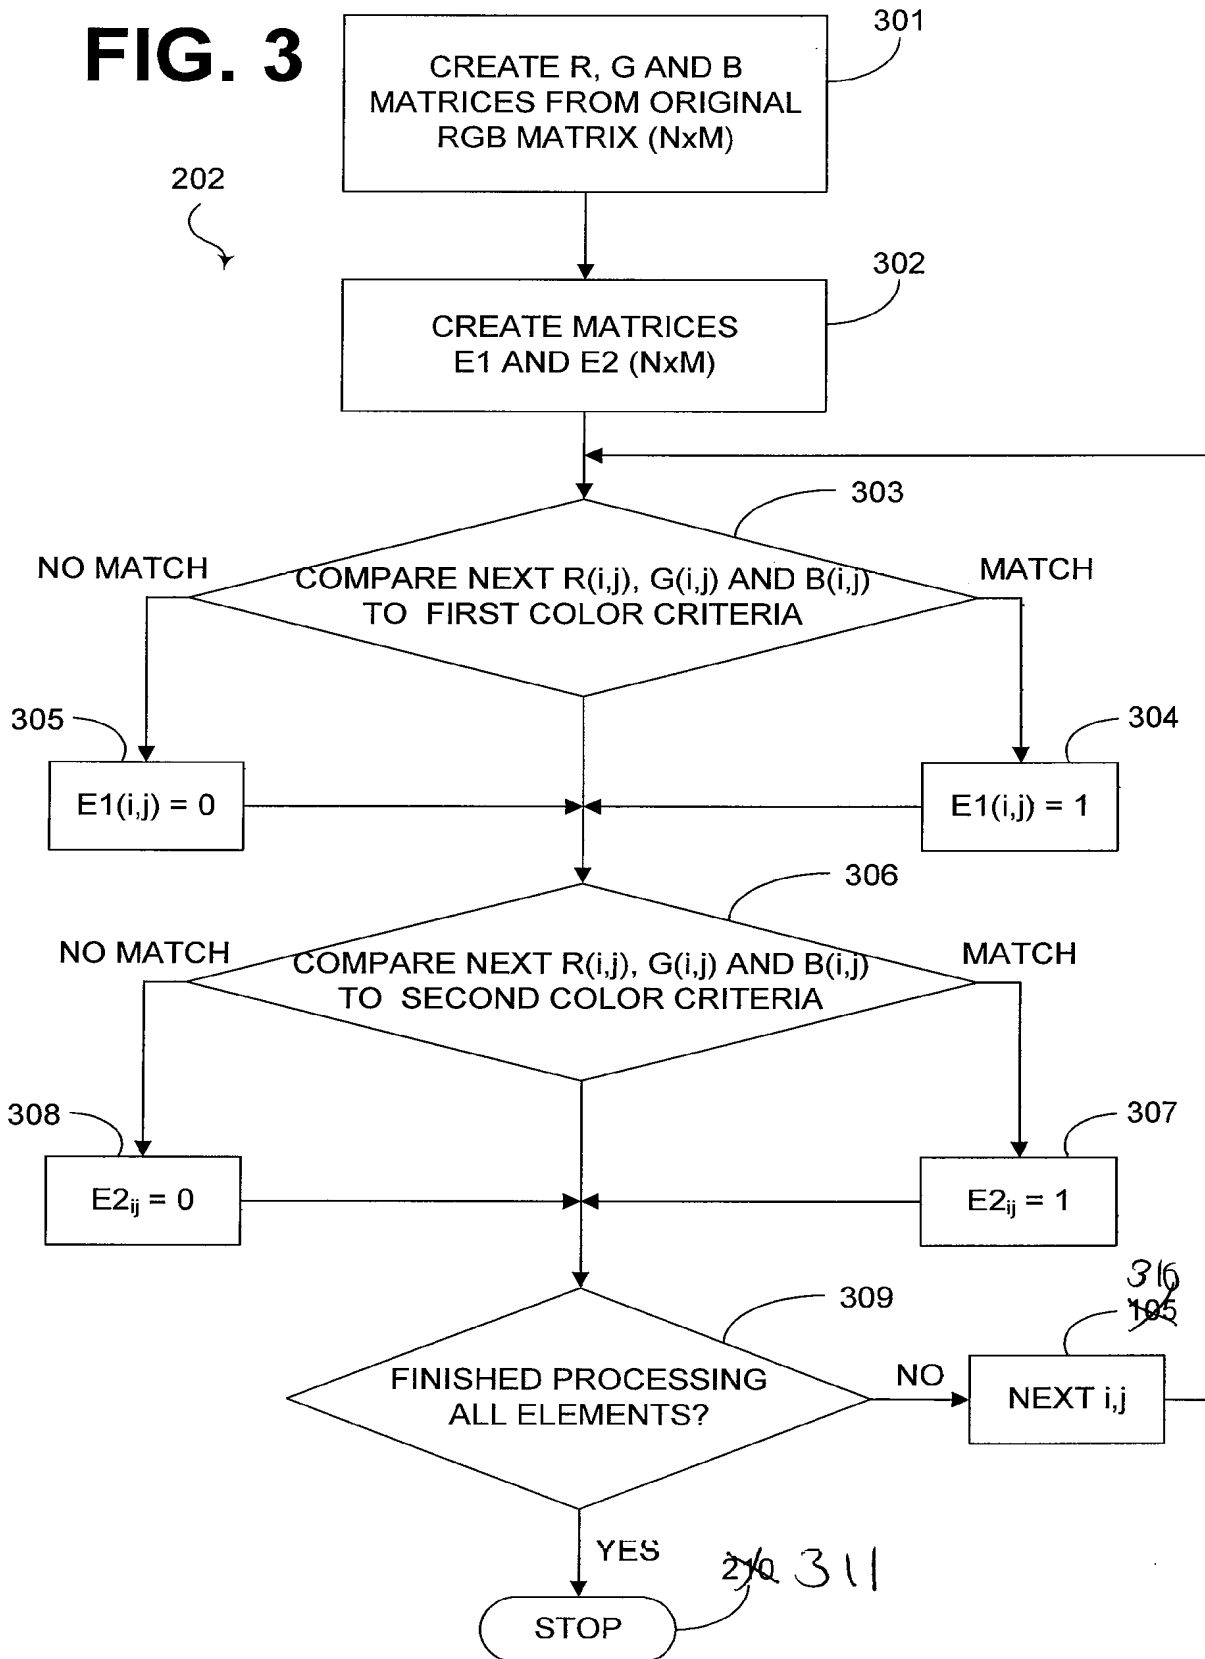 FIG. 3
301
CREATE R, G AND B
MATRICES FROM ORIGINAL
RGB MATRIX (NxM)
202
302
CREATE MATRICES
E1 AND E2 (NxM)
303
NO MATCH
MATCH
COMPARE NEXT R(i,j), G(i,j) AND B(i,j)
TO FIRST COLOR CRITERIA
305
304
E1(i,j) = 0
E1(i,j) = 1
306
NO MATCH
MATCH
COMPARE NEXT R(i,j), G(i,j) AND B(i,j)
TO SECOND COLOR CRITERIA
308
307
E2ij = 0
E2ij = 1
310
105
309
FINISHED PROCESSING
ALL ELEMENTS?
NO
NEXT i,j
YES
210 311
STOP